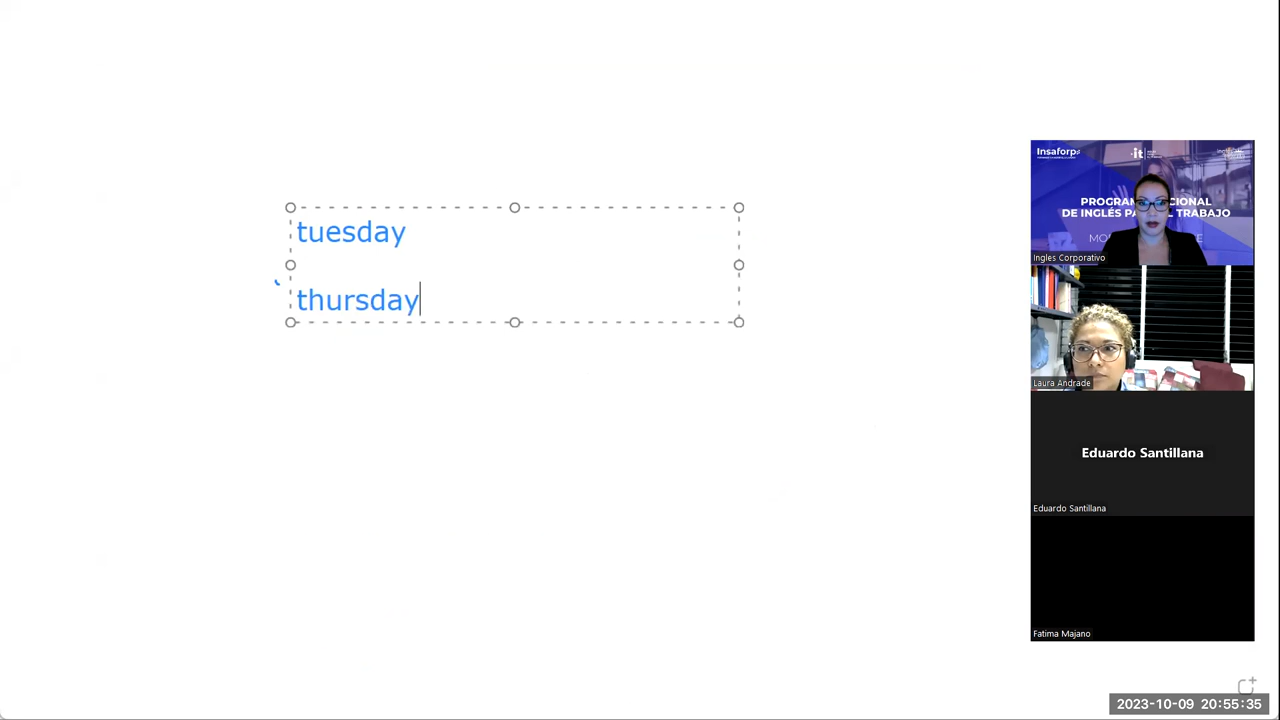 tuesday
thursday
Insaforp
it
PROGRAM
CIONAL
DE INGLÉS PA
L TRABAJO
Ingles Corporativo
Laura Andrade
Eduardo Santillana
Eduardo Santillana
Fatima Majano
2023-10-09 20:55:35